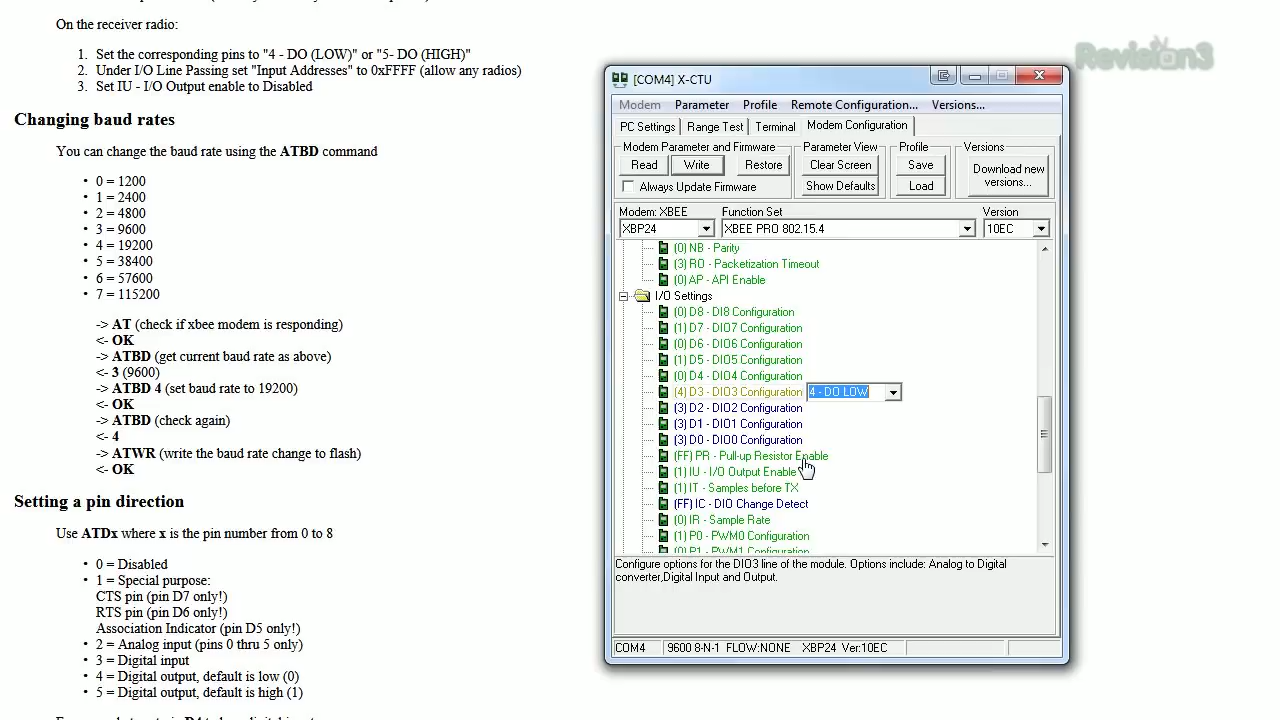 On the receiver radio:
1. Set the corresponding pins to "4 - DO (LOW)" or "5- DO (HIGH)"
2. Under I/O Line Passing set "Input Addresses" to 0xFFFF (allow any radios)
3. Set IU - I/O Output enable to Disabled
Changing baud rates
You can change the baud rate using the ATBD command
• 0 = 1200
• 1 = 2400
• 2 = 4800
• 3 = 9600
• 4 = 19200
• 5 = 38400
• 6 = 57600
• 7 = 115200
-> AT (check if xbee modem is responding)
<- OK
-> ATBD (get current baud rate as above)
<- 3 (9600)
-> ATBD 4 (set baud rate to 19200)
<- OK
-> ATBD (check again)
<- 4
-> ATWR (write the baud rate change to flash)
<- OK
Setting a pin direction
Use ATDx where x is the pin number from 0 to 8
• 0 = Disabled
• 1 = Special purpose:
CTS pin (pin D7 only!)
RTS pin (pin D6 only!)
Association Indicator (pin D5 only!)
• 2 = Analog input (pins 0 thru 5 only)
• 3 = Digital input
• 4 = Digital output, default is low (0)
• 5 = Digital output, default is high (1)
Revision3
[COM4] X-CTU
Modem Parameter Profile Remote Configuration... Versions...
PC Settings Range Test Terminal Modem Configuration
Modem Parameter and Firmware Parameter View Profile Versions
Read Write Restore Clear Screen Save Download new versions...
Always Update Firmware Show Defaults Load
Modem: XBEE Function Set Version
XBP24 XBEE PRO 802.15.4 10EC
(0) NB - Parity
(3) RO - Packetization Timeout
(0) AP - API Enable
I/O Settings
(0) D8 - DI8 Configuration
(1) D7 - DIO7 Configuration
(0) D6 - DIO6 Configuration
(1) D5 - DIO5 Configuration
(0) D4 - DIO4 Configuration
(4) D3 - DIO3 Configuration 4 - DO LOW
(3) D2 - DIO2 Configuration
(3) D1 - DIO1 Configuration
(3) D0 - DIO0 Configuration
(FF) PR - Pull-up Resistor Enable
(1) IU - I/O Output Enable
(1) IT - Samples before TX
(FF) IC - DIO Change Detect
(0) IR - Sample Rate
(1) P0 - PWM0 Configuration
(0) P1 - PWM1 Configuration
Configure options for the DIO3 line of the module. Options include: Analog to Digital
converter,Digital Input and Output.
COM4 9600 8-N-1 FLOW:NONE XBP24 Ver:10EC